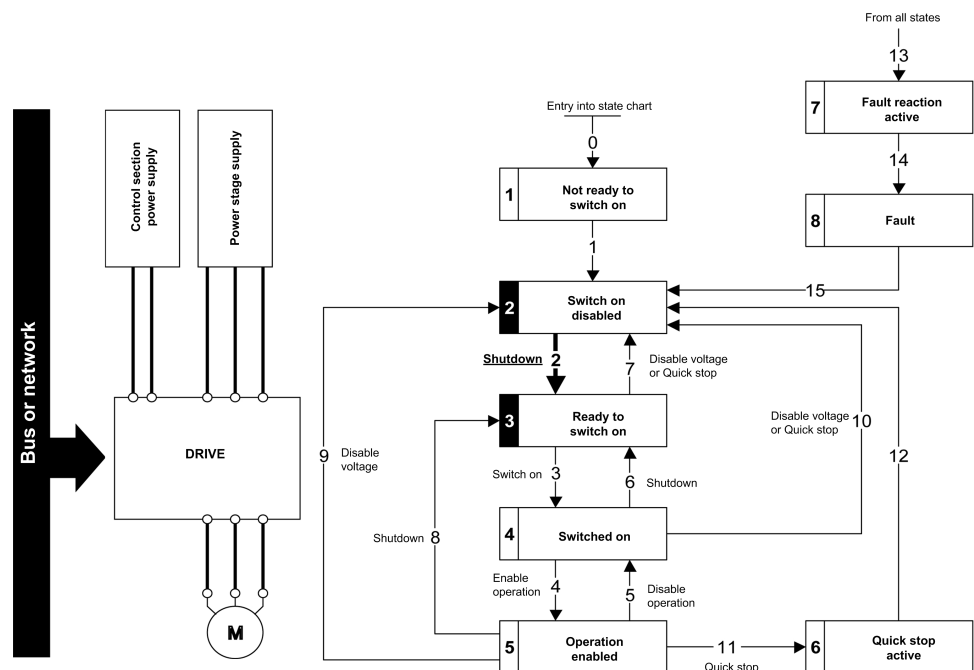 From all states
13
7
Fault reaction
active
14
8
Fault
15
Entry into state chart
0
1
Not ready to
switch on
1
2
Switch on
disabled
Shutdown
2
7
Disable voltage
or Quick stop
3
Ready to
switch on
Switch on
3
6
Shutdown
4
Switched on
Enable
operation
4
5
Disable
operation
5
Operation
enabled
11
Quick stop
6
Quick stop
active
9
Disable
voltage
Shutdown
8
Disable voltage
or Quick stop
10
12
Bus or network
Control section
power supply
Power stage supply
DRIVE
M